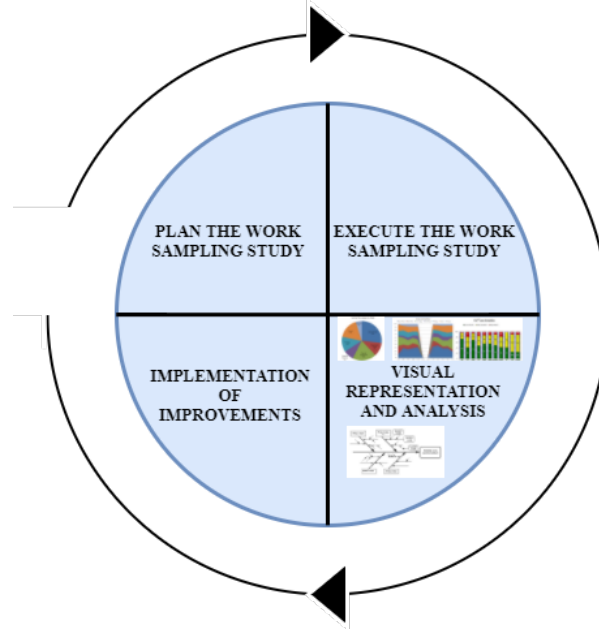 PLAN THE WORK
SAMPLING STUDY
EXECUTE THE WORK
SAMPLING STUDY
IMPLEMENTATION
OF
IMPROVEMENTS
VISUAL
REPRESENTATION
AND ANALYSIS